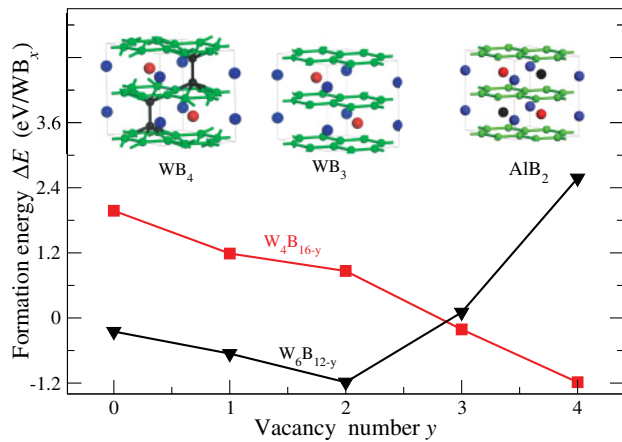 WB₄
WB₃
AlB₂
Formation energy ΔE (eV/WBₓ)
3.6
2.4
1.2
0
-1.2
W₄B₁₆₋y
W₆B₁₂₋y
0 1 2 3 4
Vacancy number y